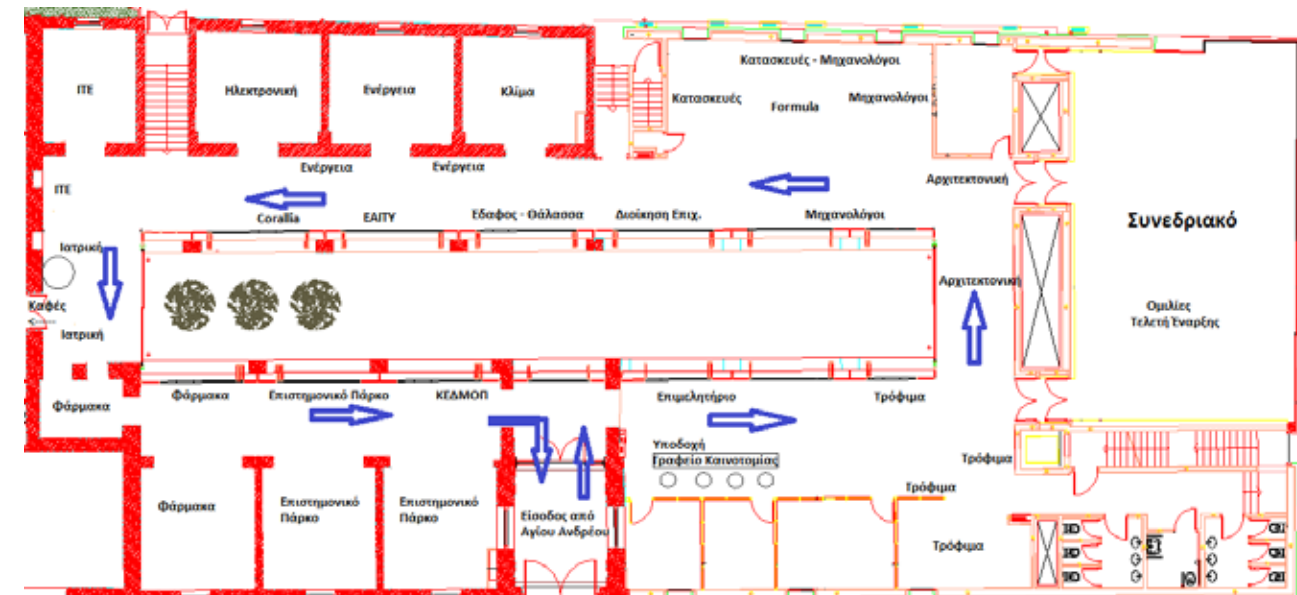 Κατασκευές - Μηχανολόγοι
ΙΤΕ
Ηλεκτρονική
Ενέργεια
Κλίμα
Κατασκευές
Formula
Μηχανολόγοι
Ενέργεια
Ενέργεια
Αρχιτεκτονική
ΙΤΕ
Corallia
ΕΑΙΤΥ
Έδαφος - Θάλασσα
Διοίκηση Επιχ.
Μηχανολόγοι
Συνεδριακό
Ιατρική
Αρχιτεκτονική
Καφές
Ομιλίες
Τελετή Έναρξης
Ιατρική
Φάρμακα
Φάρμακα
Επιστημονικό Πάρκο
ΚΕΔΜΟΠ
Επιμελητήριο
Τρόφιμα
Υποδοχή
Γραφείο Καινοτομίας
Τρόφιμα
Τρόφιμα
Φάρμακα
Επιστημονικό
Πάρκο
Επιστημονικό
Πάρκο
Είσοδος από
Αγίου Ανδρέου
Τρόφιμα